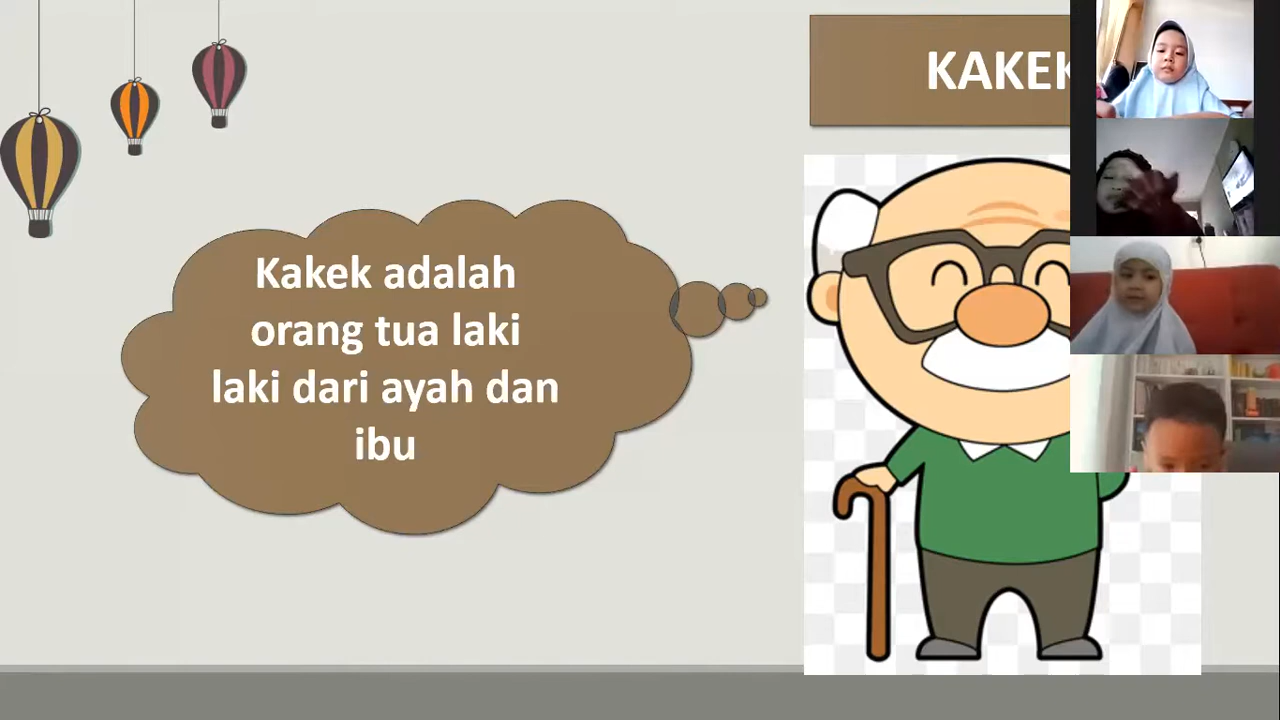 KAKEK
Kakek adalah
orang tua laki
laki dari ayah dan
ibu